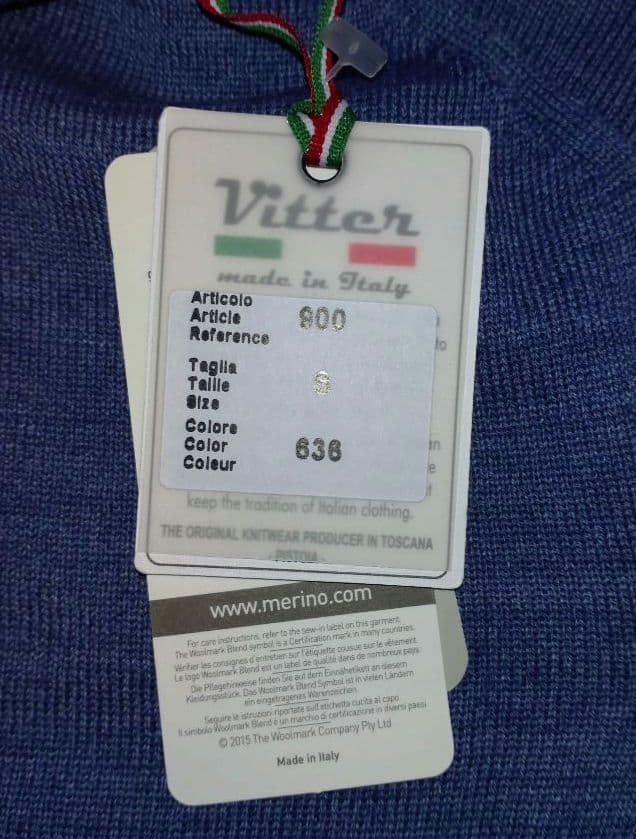 Vitter
made in Italy
Articolo
Article 900
Reference
to
Taglia
Taille S
Size
Colore
Color 636
Coleur
an
e
keep the tradition of Italian clothing.
THE ORIGINAL KNITWEAR PRODUCER IN TOSCANA
- PISTOIA -
www.merino.com
For care instructions, refer to the sew-in label on this garment.
The Woolmark Blend symbol is a Certification mark in many countries.
Vérifier les consignes d'entretien sur l'étiquette cousue sur le vêtement.
Le logo Woolmark Blend est un label de qualité dans de nombreux pays.
Die Pflegehinweise finden Sie auf dem Einnähetikett an diesem
Kleidungsstück. Das Woolmark Blend Symbol ist in vielen Ländern
ein eingetragenes Warenzeichen.
Seguire le istruzioni riportate sull'etichetta cucita al capo
Il simbolo Woolmark Blend è un marchio di certificazione in diversi paesi
© 2015 The Woolmark Company Pty Ltd
Made in Italy